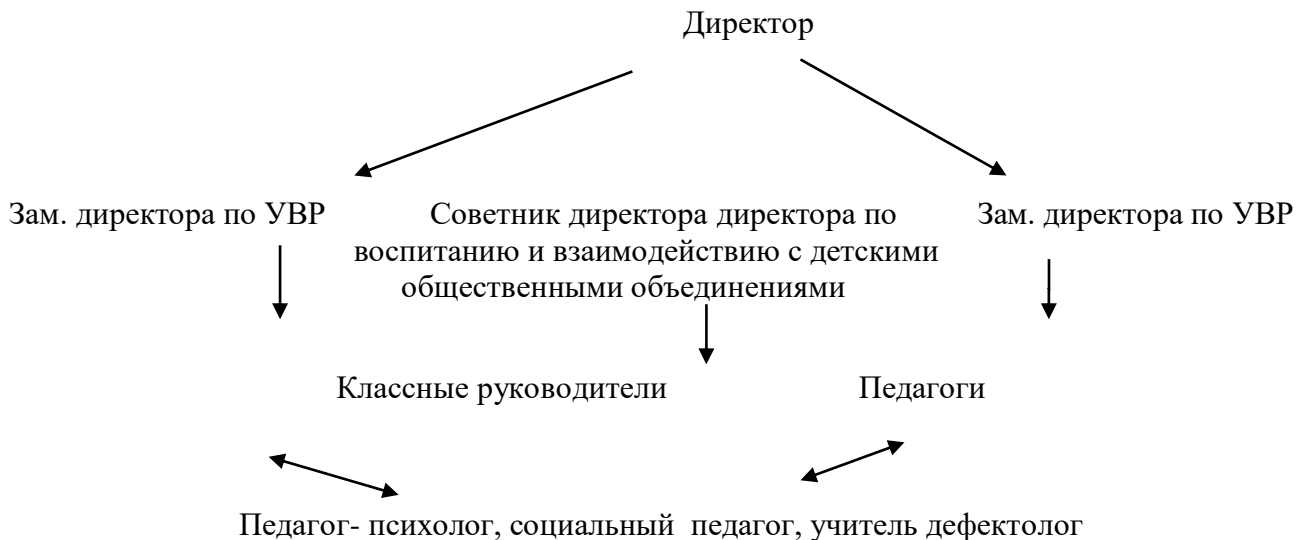 Директор
Зам. директора по УВР
Советник директора директора по
воспитанию и взаимодействию с детскими
общественными объединениями
Зам. директора по УВР
Классные руководители
Педагоги
Педагог- психолог, социальный педагог, учитель дефектолог